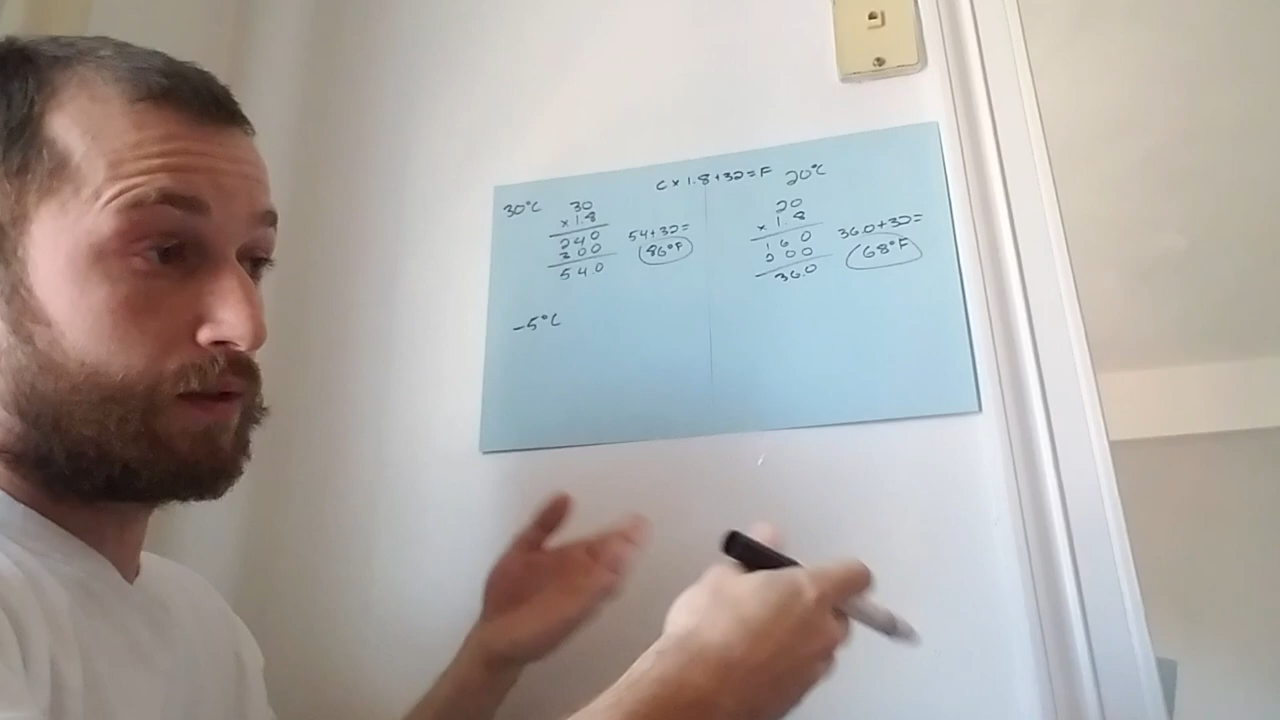 C x 1.8 + 32 = F
30°C
30
x 1.8
240
300
540
54 + 32 =
86°F
20°C
20
x 1.8
160
200
36.0
36.0 + 32 =
68°F
-5°C